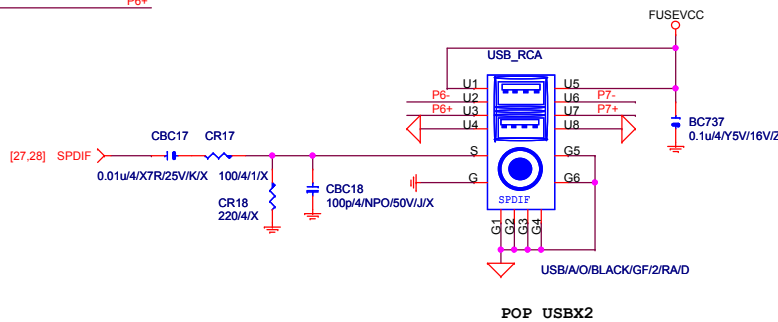 P6+
FUSEVCC
USB_RCA
U1
U5
P6-
U2
U6
P7-
P6+
U3
U7
P7+
U4
U8
BC737
0.1u/4/Y5V/16V/Z
CBC17
CR17
[27,28]
SPDIF
S
G5
0.01u/4/X7R/25V/K/X
100/4/1/X
G
G6
CR18
220/4/X
CBC18
100p/4/NPO/50V/J/X
SPDIF
G1
G2
G3
G4
USB/A/O/BLACK/GF/2/RA/D
POP USBX2